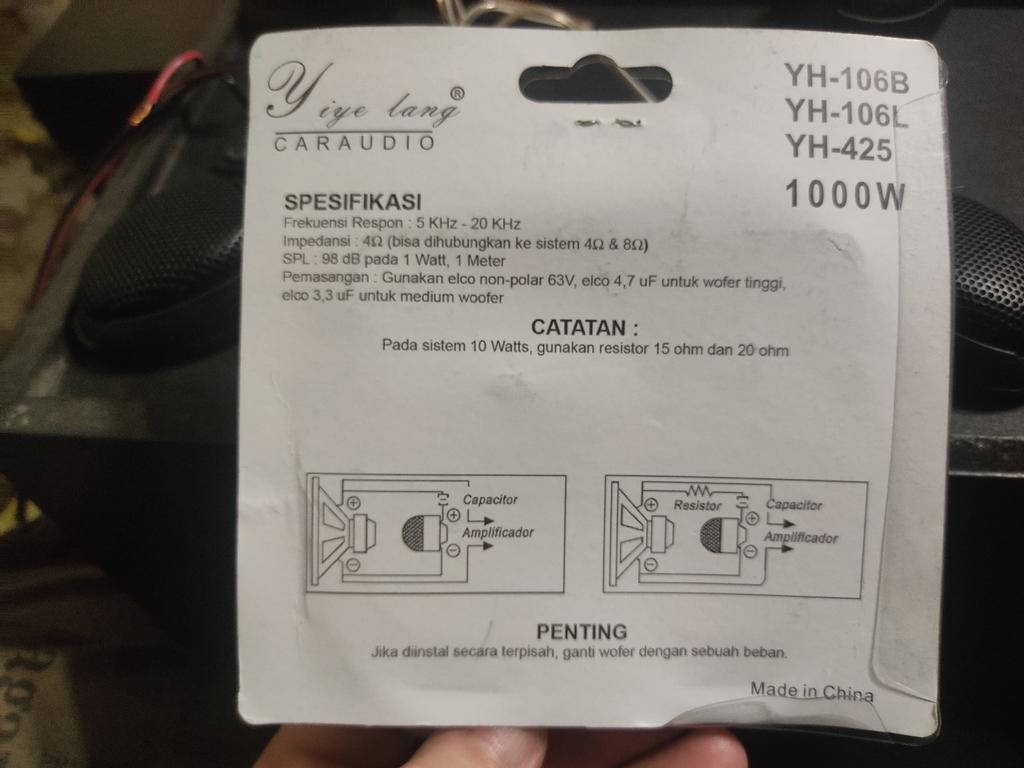 Yiye lang®
CARAUDIO
YH-106B
YH-106L
YH-425
1000W
SPESIFIKASI
Frekuensi Respon : 5 KHz - 20 KHz
Impedansi : 4Ω (bisa dihubungkan ke sistem 4Ω & 8Ω)
SPL : 98 dB pada 1 Watt, 1 Meter
Pemasangan : Gunakan elco non-polar 63V, elco 4,7 uF untuk wofer tinggi,
elco 3,3 uF untuk medium woofer
CATATAN :
Pada sistem 10 Watts, gunakan resistor 15 ohm dan 20 ohm
Capacitor
Amplificador
Resistor
Capacitor
Amplificador
PENTING
Jika diinstal secara terpisah, ganti wofer dengan sebuah beban.
Made in China